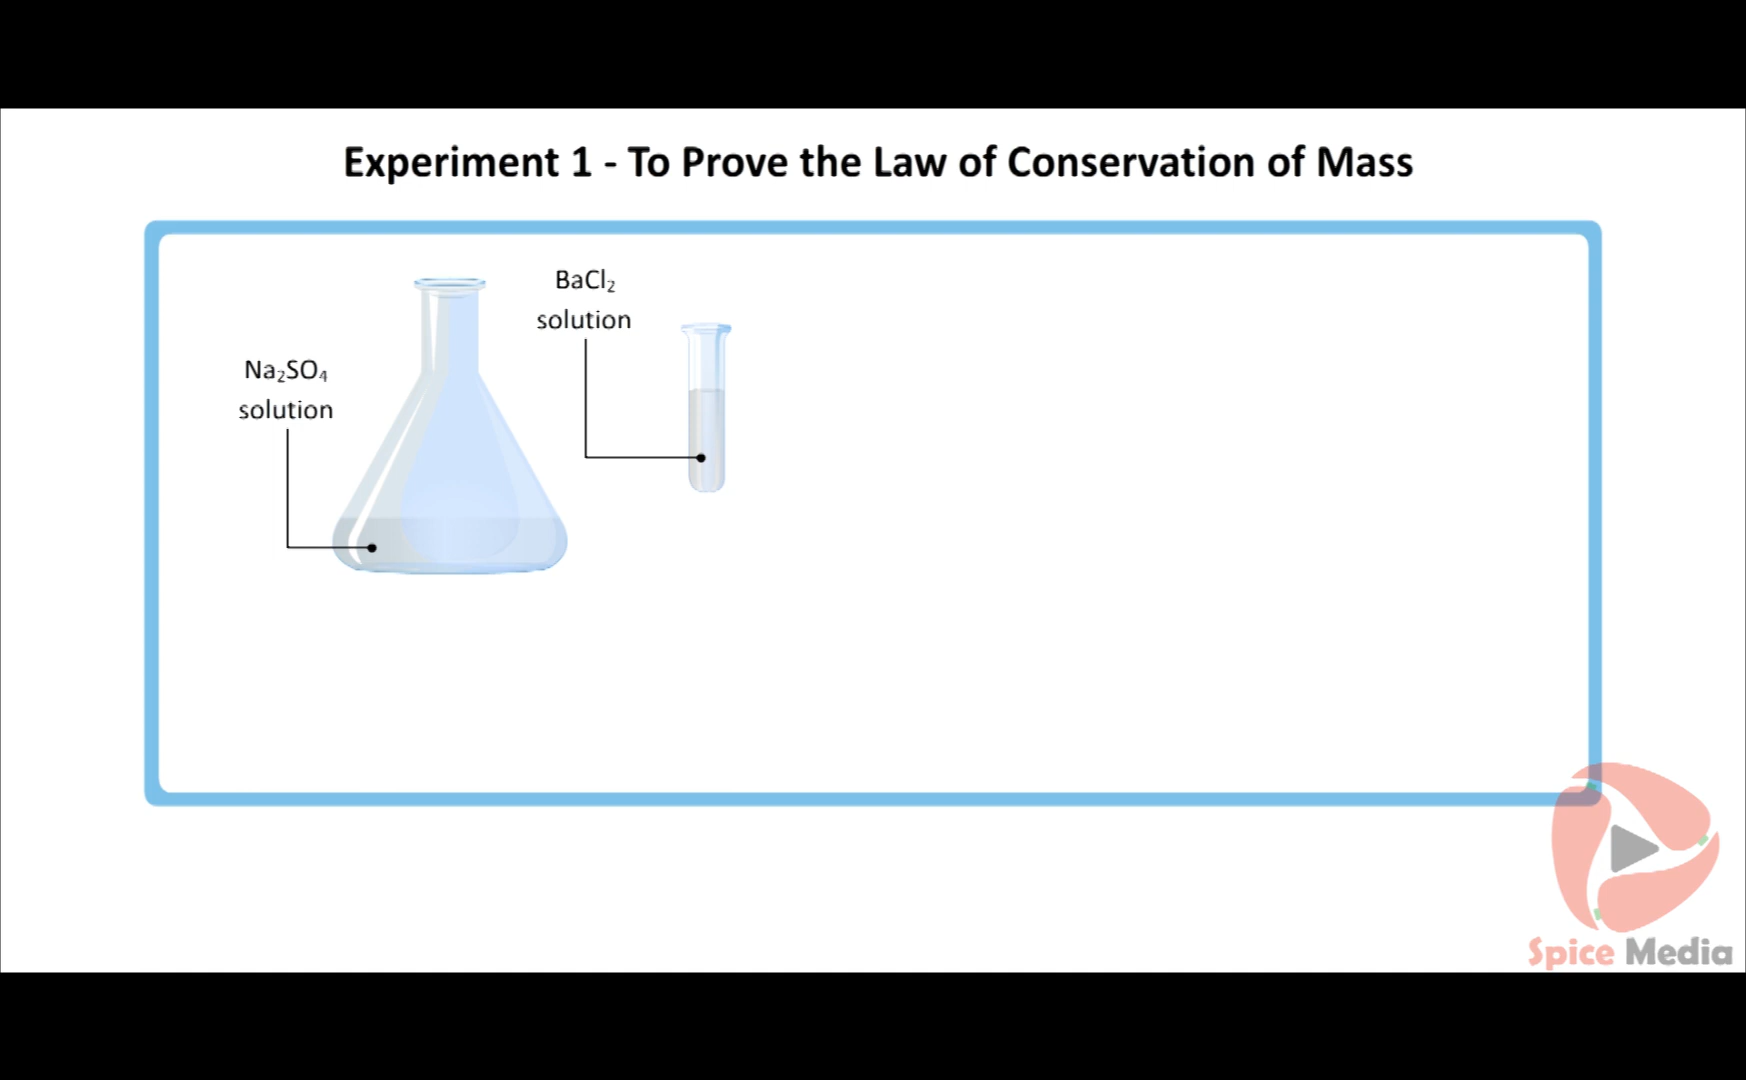 Experiment 1 - To Prove the Law of Conservation of Mass
BaCl₂
solution
Na₂SO₄
solution
Spice Media